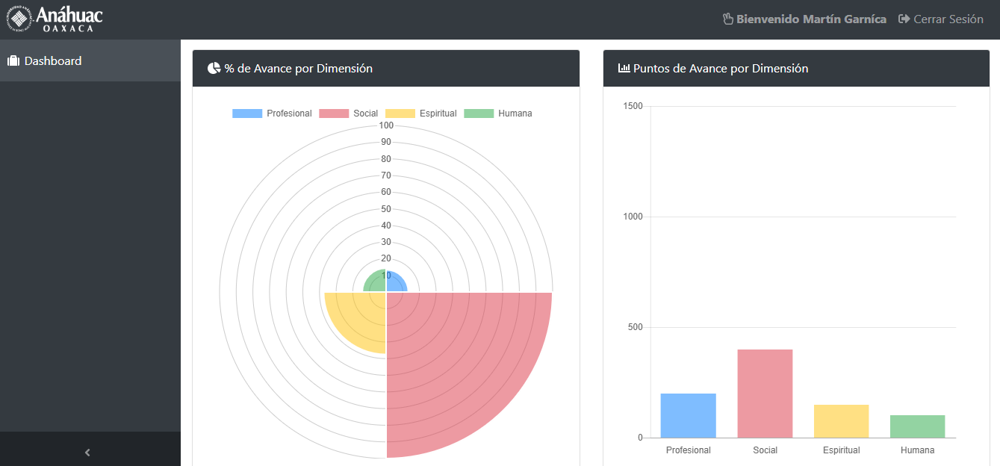 Anáhuac
OAXACA
Bienvenido Martín Garníca
Cerrar Sesión
Dashboard
% de Avance por Dimensión
Profesional Social Espiritual Humana
100
90
80
70
60
50
40
30
20
10
Puntos de Avance por Dimensión
1500
1000
500
0
Profesional Social Espiritual Humana